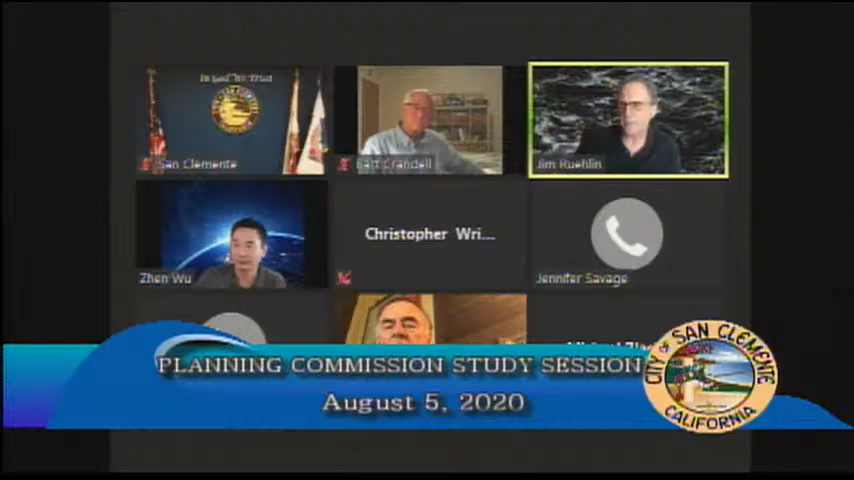 In God We Trust
San Clemente
Bart Crandell
Jim Ruehlin
Zhen Wu
Christopher Wri...
Jennifer Savage
PLANNING COMMISSION STUDY SESSION
August 5, 2020
CITY OF SAN CLEMENTE
CALIFORNIA